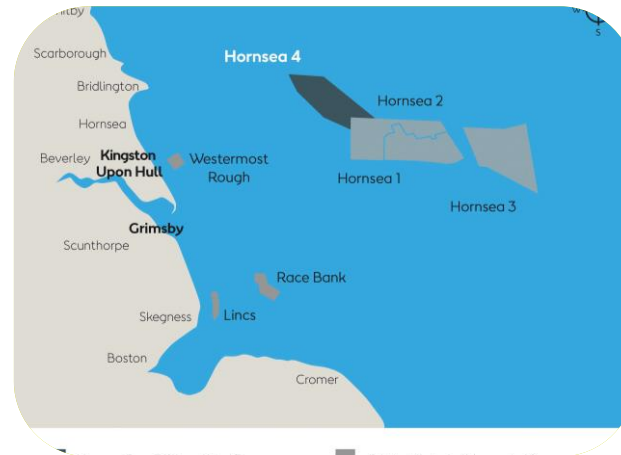 Scarborough
Hornsea 4
Bridlington
Hornsea 2
Hornsea
Beverley
Kingston
Upon Hull
Westermost
Rough
Hornsea 1
Hornsea 3
Grimsby
Scunthorpe
Race Bank
Skegness
Lincs
Boston
Cromer
S